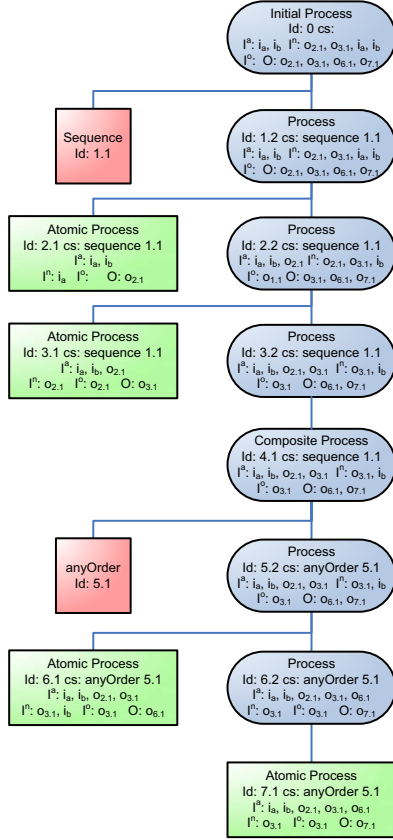 Initial Process
Id: 0 cs:
Iᵃ: iₐ, i_b Iⁿ: o₂.₁, o₃.₁, iₐ, i_b
Iᵒ: O: o₂.₁, o₃.₁, o₆.₁, o₇.₁
Sequence
Id: 1.1
Process
Id: 1.2 cs: sequence 1.1
Iᵃ: iₐ, i_b Iⁿ: o₂.₁, o₃.₁, iₐ, i_b
Iᵒ: O: o₂.₁, o₃.₁, o₆.₁, o₇.₁
Atomic Process
Id: 2.1 cs: sequence 1.1
Iᵃ: iₐ, i_b
Iⁿ: iₐ Iᵒ: O: o₂.₁
Process
Id: 2.2 cs: sequence 1.1
Iᵃ: iₐ, i_b, o₂.₁ Iⁿ: o₂.₁, o₃.₁, i_b
Iᵒ: o₁.₁ O: o₃.₁, o₆.₁, o₇.₁
Atomic Process
Id: 3.1 cs: sequence 1.1
Iᵃ: iₐ, i_b, o₂.₁
Iⁿ: o₂.₁ Iᵒ: o₂.₁ O: o₃.₁
Process
Id: 3.2 cs: sequence 1.1
Iᵃ: iₐ, i_b, o₂.₁, o₃.₁ Iⁿ: o₃.₁, i_b
Iᵒ: o₃.₁ O: o₆.₁, o₇.₁
Composite Process
Id: 4.1 cs: sequence 1.1
Iᵃ: iₐ, i_b, o₂.₁, o₃.₁ Iⁿ: o₃.₁, i_b
Iᵒ: o₃.₁ O: o₆.₁, o₇.₁
anyOrder
Id: 5.1
Process
Id: 5.2 cs: anyOrder 5.1
Iᵃ: iₐ, i_b, o₂.₁, o₃.₁ Iⁿ: o₃.₁, i_b
Iᵒ: o₃.₁ O: o₆.₁, o₇.₁
Atomic Process
Id: 6.1 cs: anyOrder 5.1
Iᵃ: iₐ, i_b, o₂.₁, o₃.₁
Iⁿ: o₃.₁, i_b Iᵒ: o₃.₁ O: o₆.₁
Process
Id: 6.2 cs: anyOrder 5.1
Iᵃ: iₐ, i_b, o₂.₁, o₃.₁, o₆.₁
Iⁿ: o₃.₁ Iᵒ: o₃.₁ O: o₇.₁
Atomic Process
Id: 7.1 cs: anyOrder 5.1
Iᵃ: iₐ, i_b, o₂.₁, o₃.₁, o₆.₁
Iⁿ: o₃.₁ Iᵒ: o₃.₁ O: o₇.₁